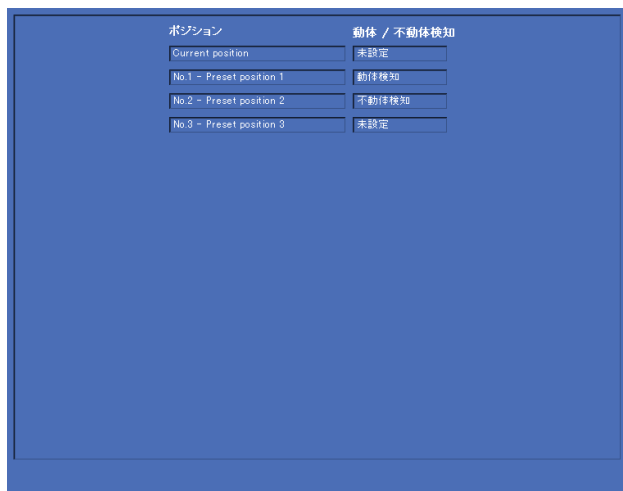 ポジション 動体 / 不動体検知
Current position 未設定
No.1 - Preset position 1 動体検知
No.2 - Preset position 2 不動体検知
No.3 - Preset position 3 未設定